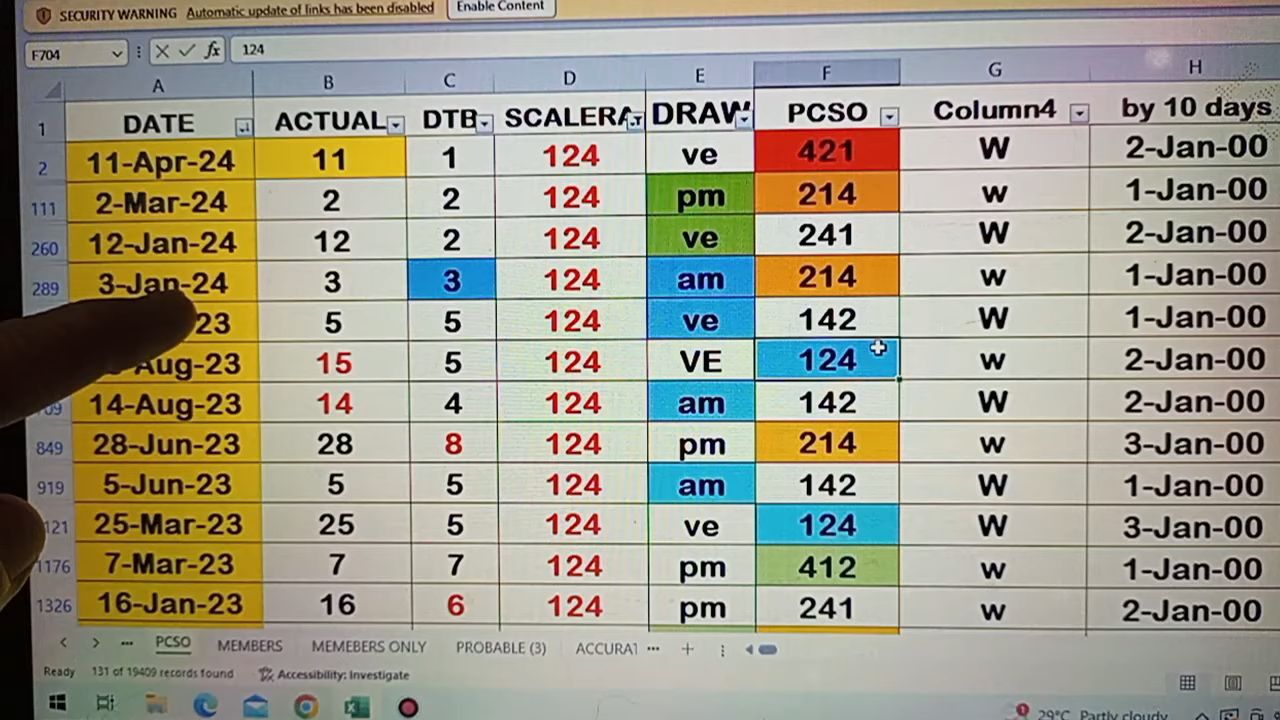 SECURITY WARNING Automatic update of links has been disabled Enable Content
F704 fx 124
A B C D E F G H
1 DATE ACTUAL DTB SCALERA DRAW PCSO Column4 by 10 days
2 11-Apr-24 11 1 124 ve 421 W 2-Jan-00
111 2-Mar-24 2 2 124 pm 214 w 1-Jan-00
260 12-Jan-24 12 2 124 ve 241 W 2-Jan-00
289 3-Jan-24 3 3 124 am 214 w 1-Jan-00
23 5 5 124 ve 142 W 1-Jan-00
Aug-23 15 5 124 VE 124 w 2-Jan-00
14-Aug-23 14 4 124 am 142 W 2-Jan-00
849 28-Jun-23 28 8 124 pm 214 w 3-Jan-00
919 5-Jun-23 5 5 124 am 142 W 1-Jan-00
25-Mar-23 25 5 124 ve 124 W 3-Jan-00
1176 7-Mar-23 7 7 124 pm 412 w 1-Jan-00
1326 16-Jan-23 16 6 124 pm 241 w 2-Jan-00
PCSO MEMBERS MEMEBERS ONLY PROBABLE (3) ACCURAT
Ready 131 of 19409 records found Accessibility: Investigate
29°C Partly cloudy